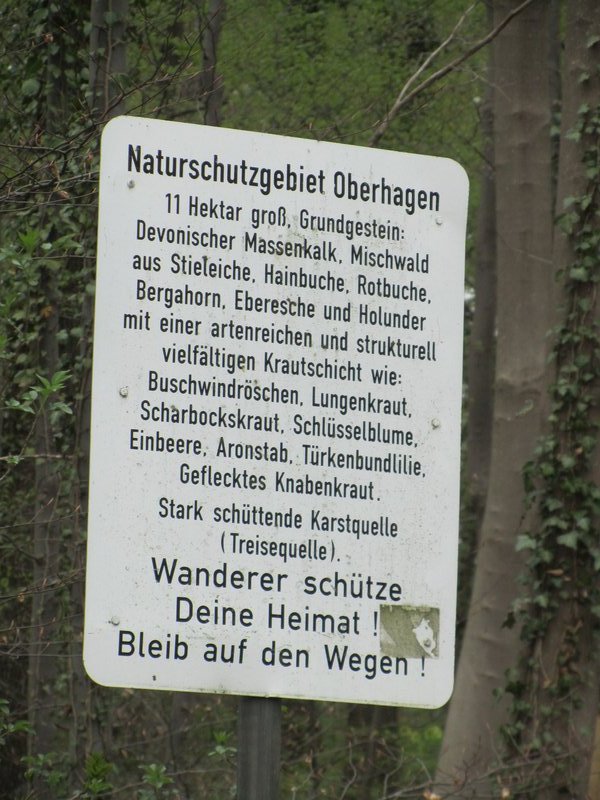 Naturschutzgebiet Oberhagen
11 Hektar groß, Grundgestein:
Devonischer Massenkalk, Mischwald
aus Stieleiche, Hainbuche, Rotbuche,
Bergahorn, Eberesche und Holunder
mit einer artenreichen und strukturell
vielfältigen Krautschicht wie:
Buschwindröschen, Lungenkraut,
Scharbockskraut, Schlüsselblume,
Einbeere, Aronstab, Türkenbundlilie,
Geflecktes Knabenkraut.
Stark schüttende Karstquelle
(Treisequelle).
Wanderer schütze
Deine Heimat !
Bleib auf den Wegen !